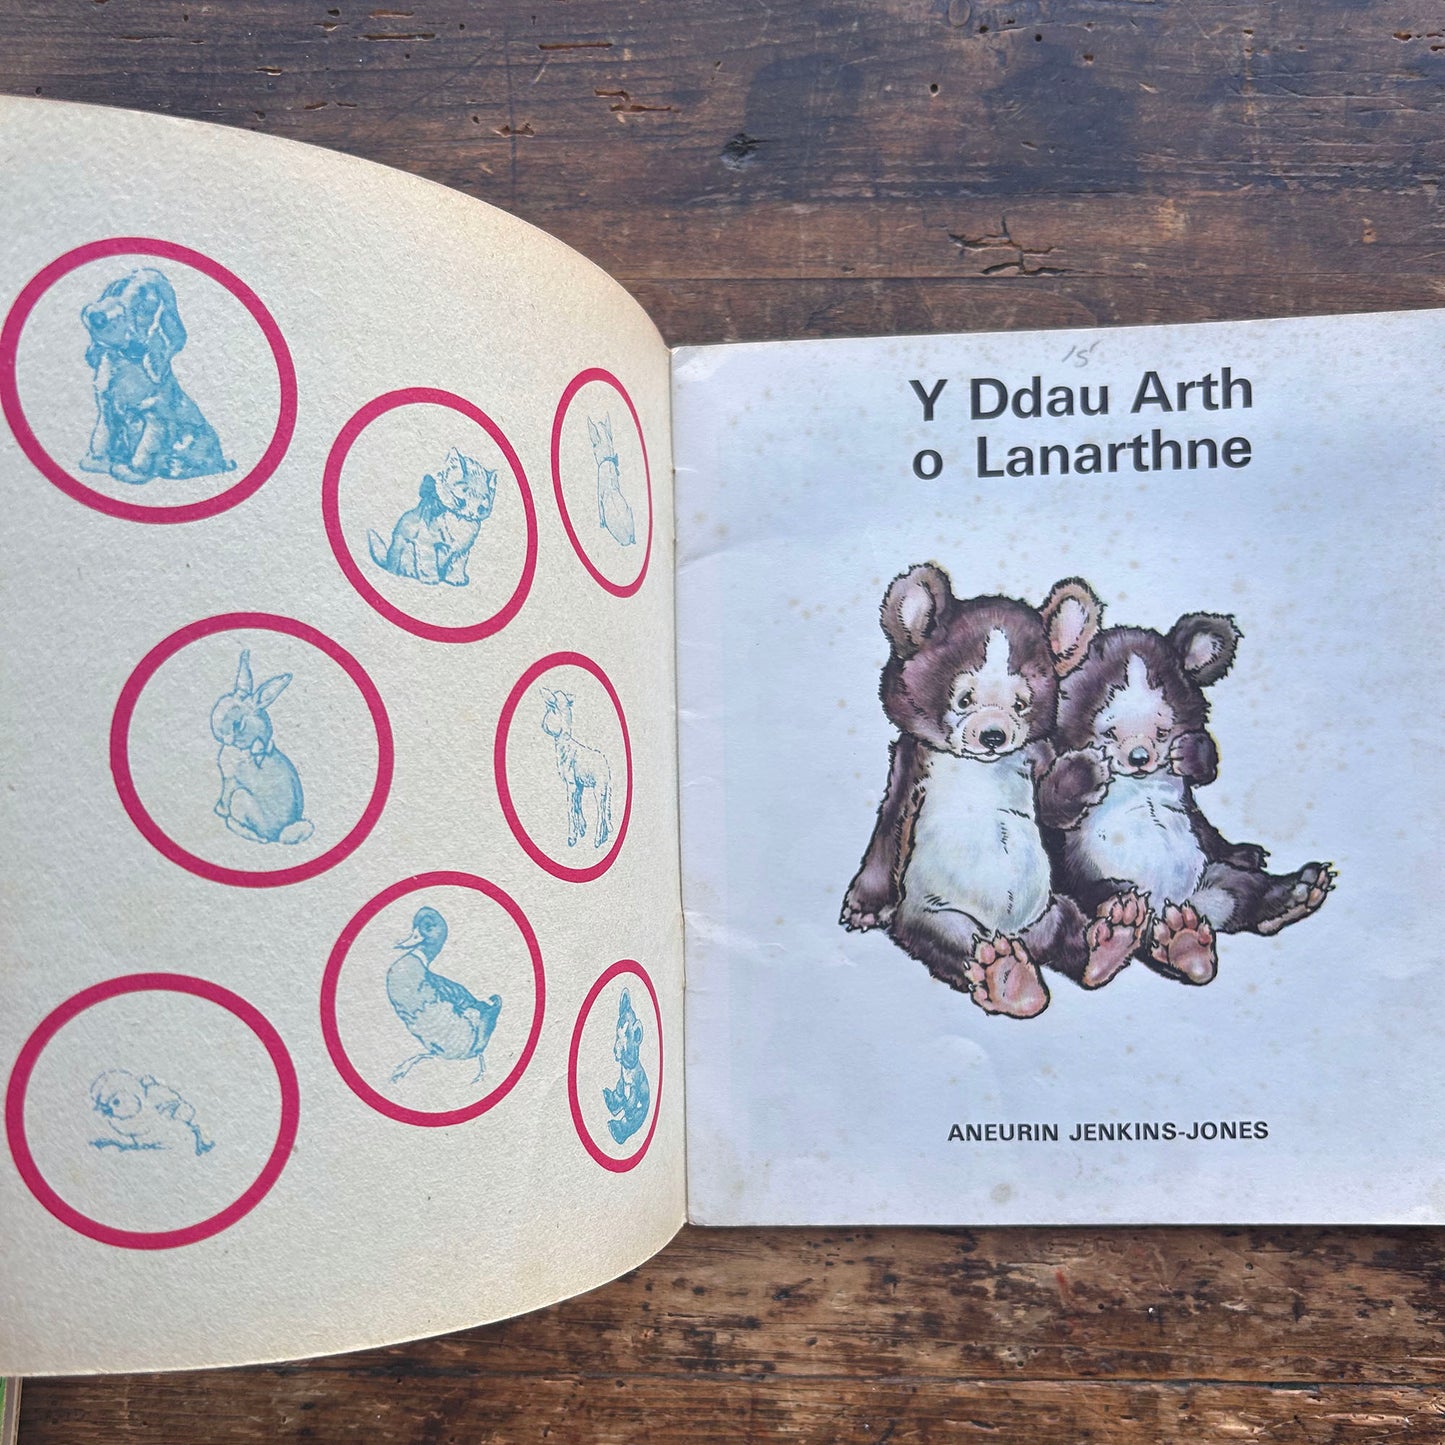 15
Y Ddau Arth
o Lanarthne
ANEURIN JENKINS-JONES